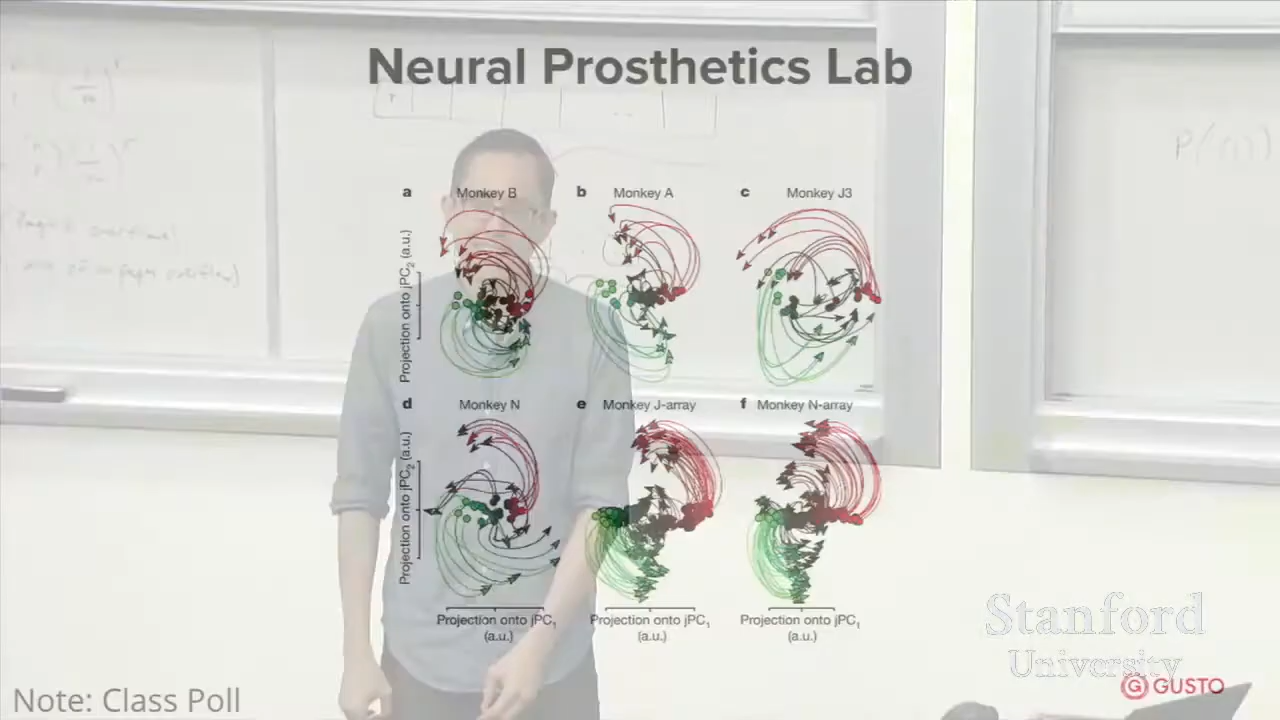 Neural Prosthetics Lab
a Monkey B
b Monkey A
c Monkey J3
Projection onto jPC2 (a.u.)
d Monkey N
e Monkey J-array
f Monkey N-array
Projection onto jPC2 (a.u.)
Projection onto jPC1
(a.u.)
Projection onto jPC1
(a.u.)
Projection onto jPC1
(a.u.)
Stanford
University
G GUSTO
Note: Class Poll